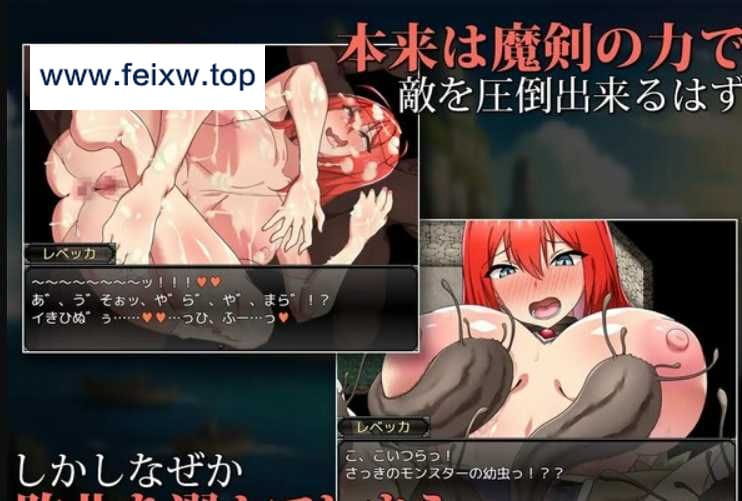 本来は魔剣の力で
敵を圧倒出来るはず
www.feixw.top
レベッカ
~~~~~~~~ッ!!!♥♥
あ゛、う゛そぉッ、や゛ら゛、や゛、まら゛!?
イきひぬ゛ぅ……♥♥…っひ、ふー…っ♥
レベッカ
こ、こいつらっ!
さっきのモンスターの幼虫っ!??
しかしなぜか